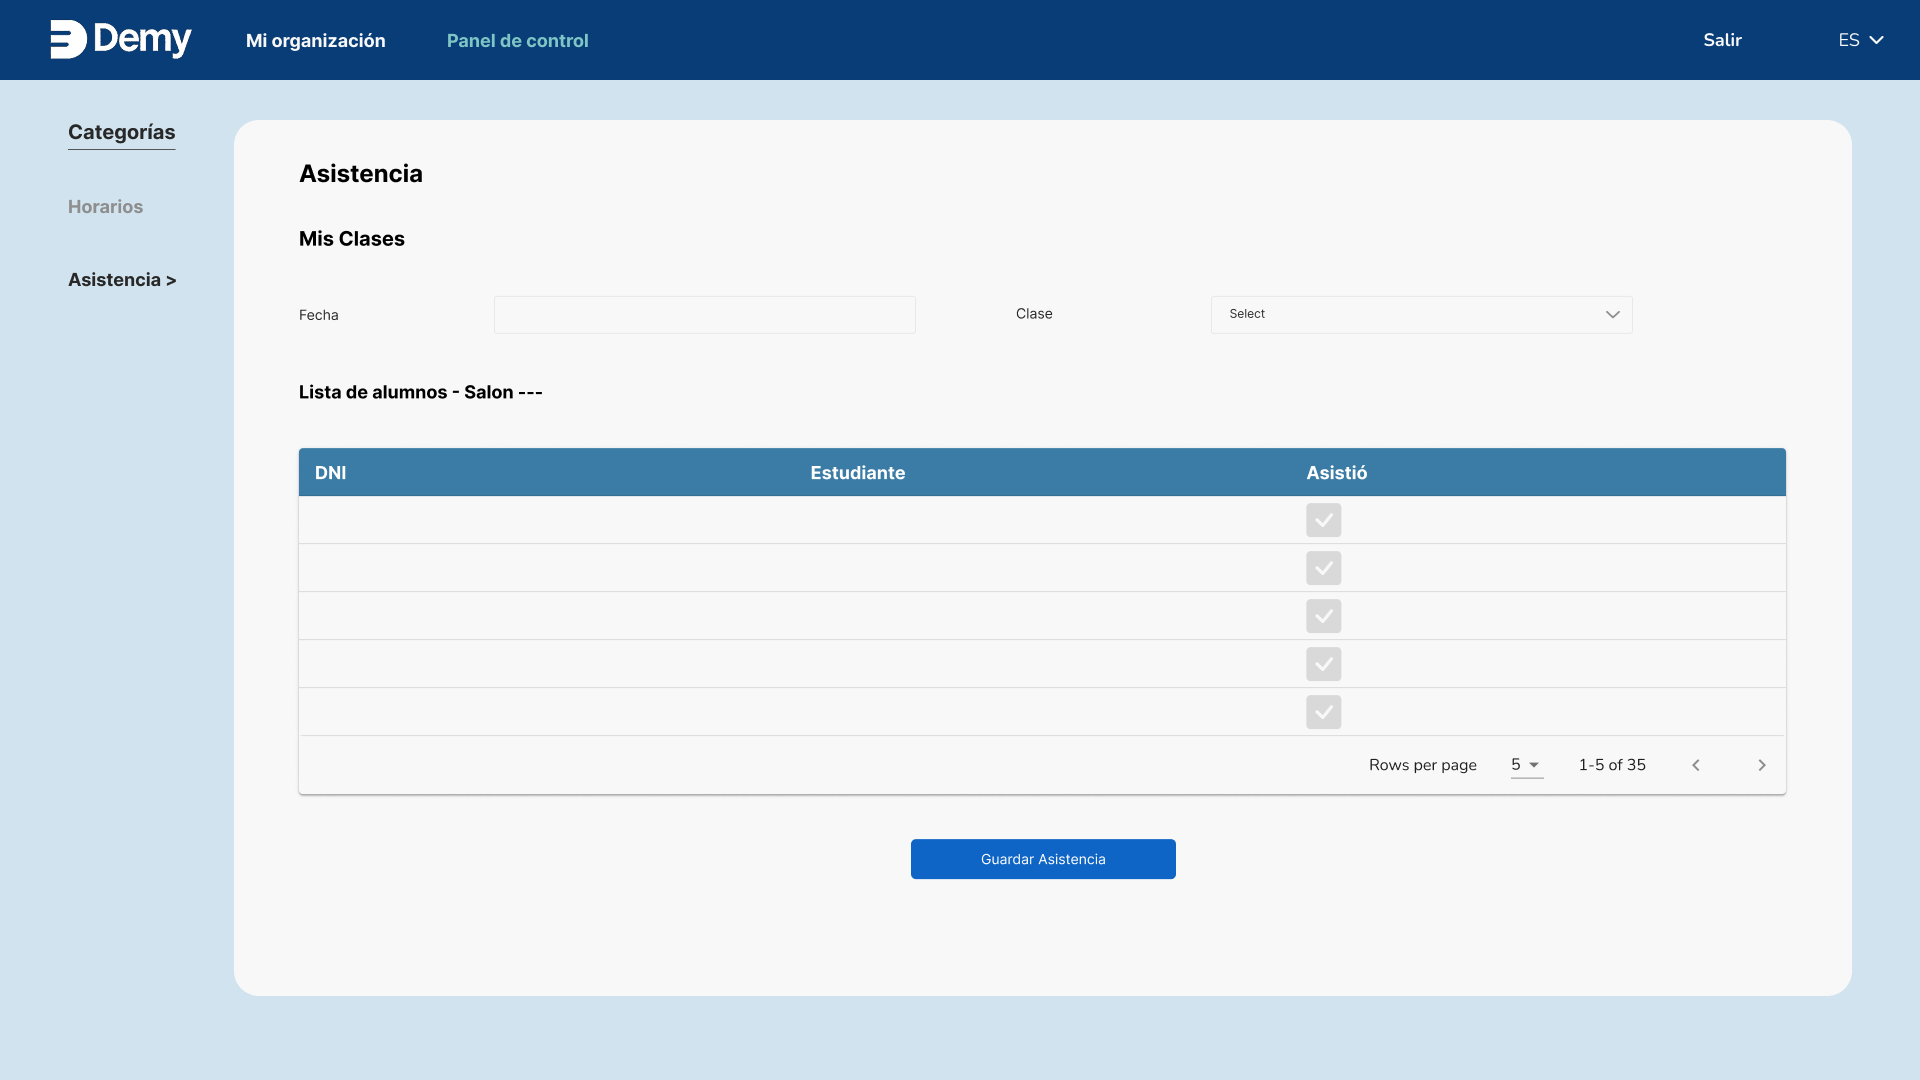 Demy Mi organización Panel de control Salir ES
Categorías
Horarios
Asistencia >
Asistencia
Mis Clases
Fecha Clase Select
Lista de alumnos - Salon ---
DNI Estudiante Asistió
Rows per page 5 1-5 of 35
Guardar Asistencia